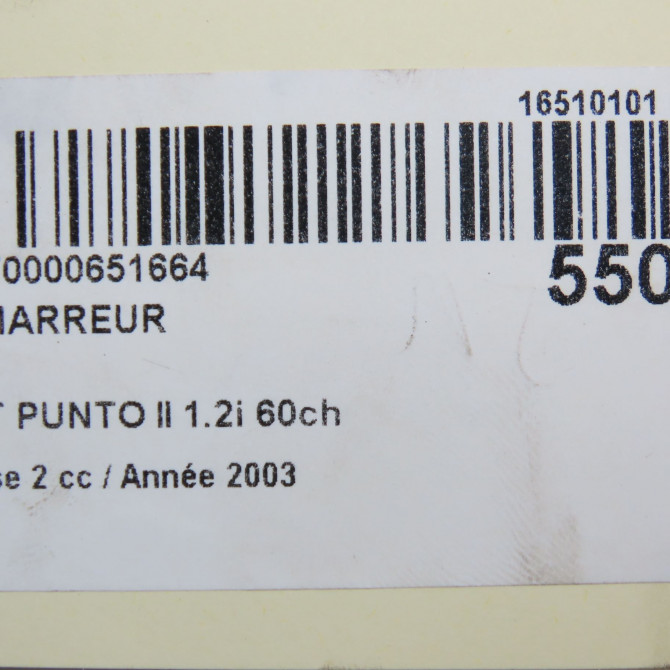 16510101
0000651664
550
MARREUR
T PUNTO II 1.2i 60ch
se 2 cc / Année 2003